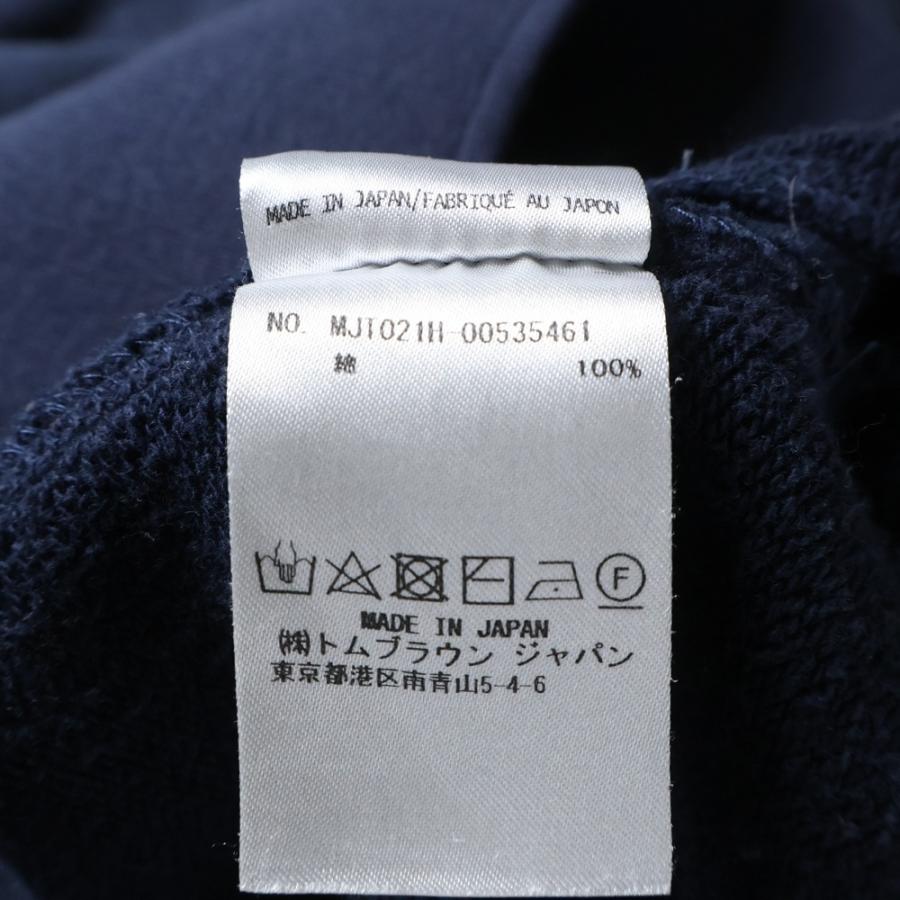 MADE IN JAPAN/FABRIQUÉ AU JAPON
NO. MJT021H-00535461
綿 100%
F
MADE IN JAPAN
(株)トムブラウン ジャパン
東京都港区南青山5-4-6